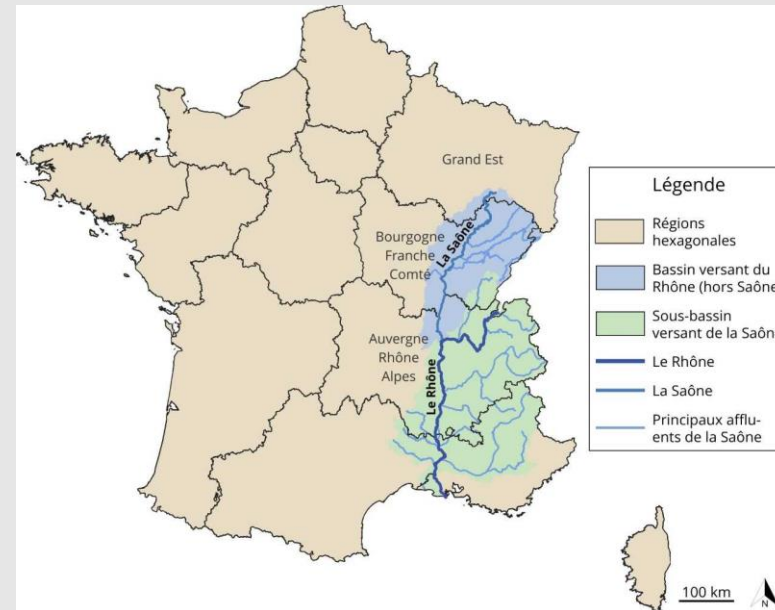 Grand Est
Bourgogne
Franche
Comté
La Saône
Auvergne
Rhône
Alpes
Le Rhône
Légende
Régions
hexagonales
Bassin versant du
Rhône (hors Saône
Sous-bassin
versant de la Saôn
Le Rhône
La Saône
Principaux afflu-
ents de la Saône
100 km
N